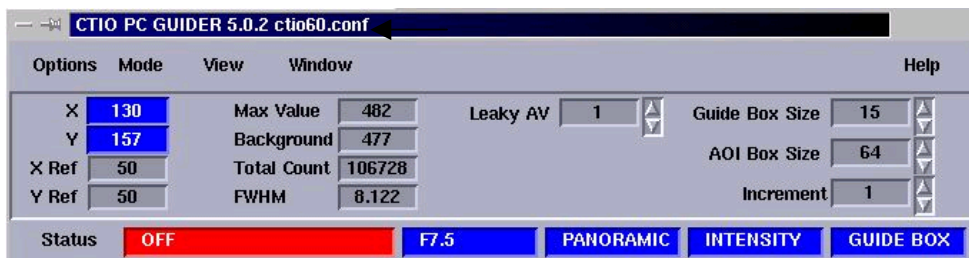 CTIO PC GUIDER 5.0.2 ctio60.conf
Options Mode View Window Help
X 130 Max Value 482 Leaky AV 1 Guide Box Size 15
Y 157 Background 477 AOI Box Size 64
X Ref 50 Total Count 106728
Y Ref 50 FWHM 8.122 Increment 1
Status OFF F7.5 PANORAMIC INTENSITY GUIDE BOX